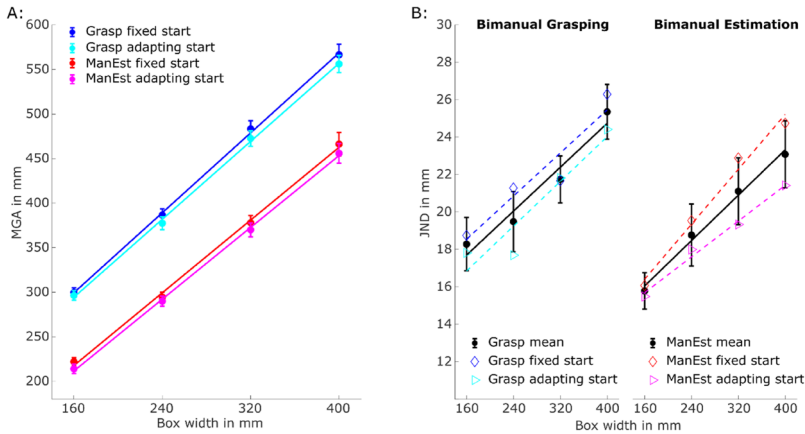 A:
MGA in mm
600
550
500
450
400
350
300
250
200
160 240 320 400
Box width in mm
Grasp fixed start
Grasp adapting start
ManEst fixed start
ManEst adapting start
B:
JND in mm
30
28
26
24
22
20
18
16
14
12
Bimanual Grasping
Grasp mean
Grasp fixed start
Grasp adapting start
160 240 320 400
Bimanual Estimation
ManEst mean
ManEst fixed start
ManEst adapting start
160 240 320 400
Box width in mm